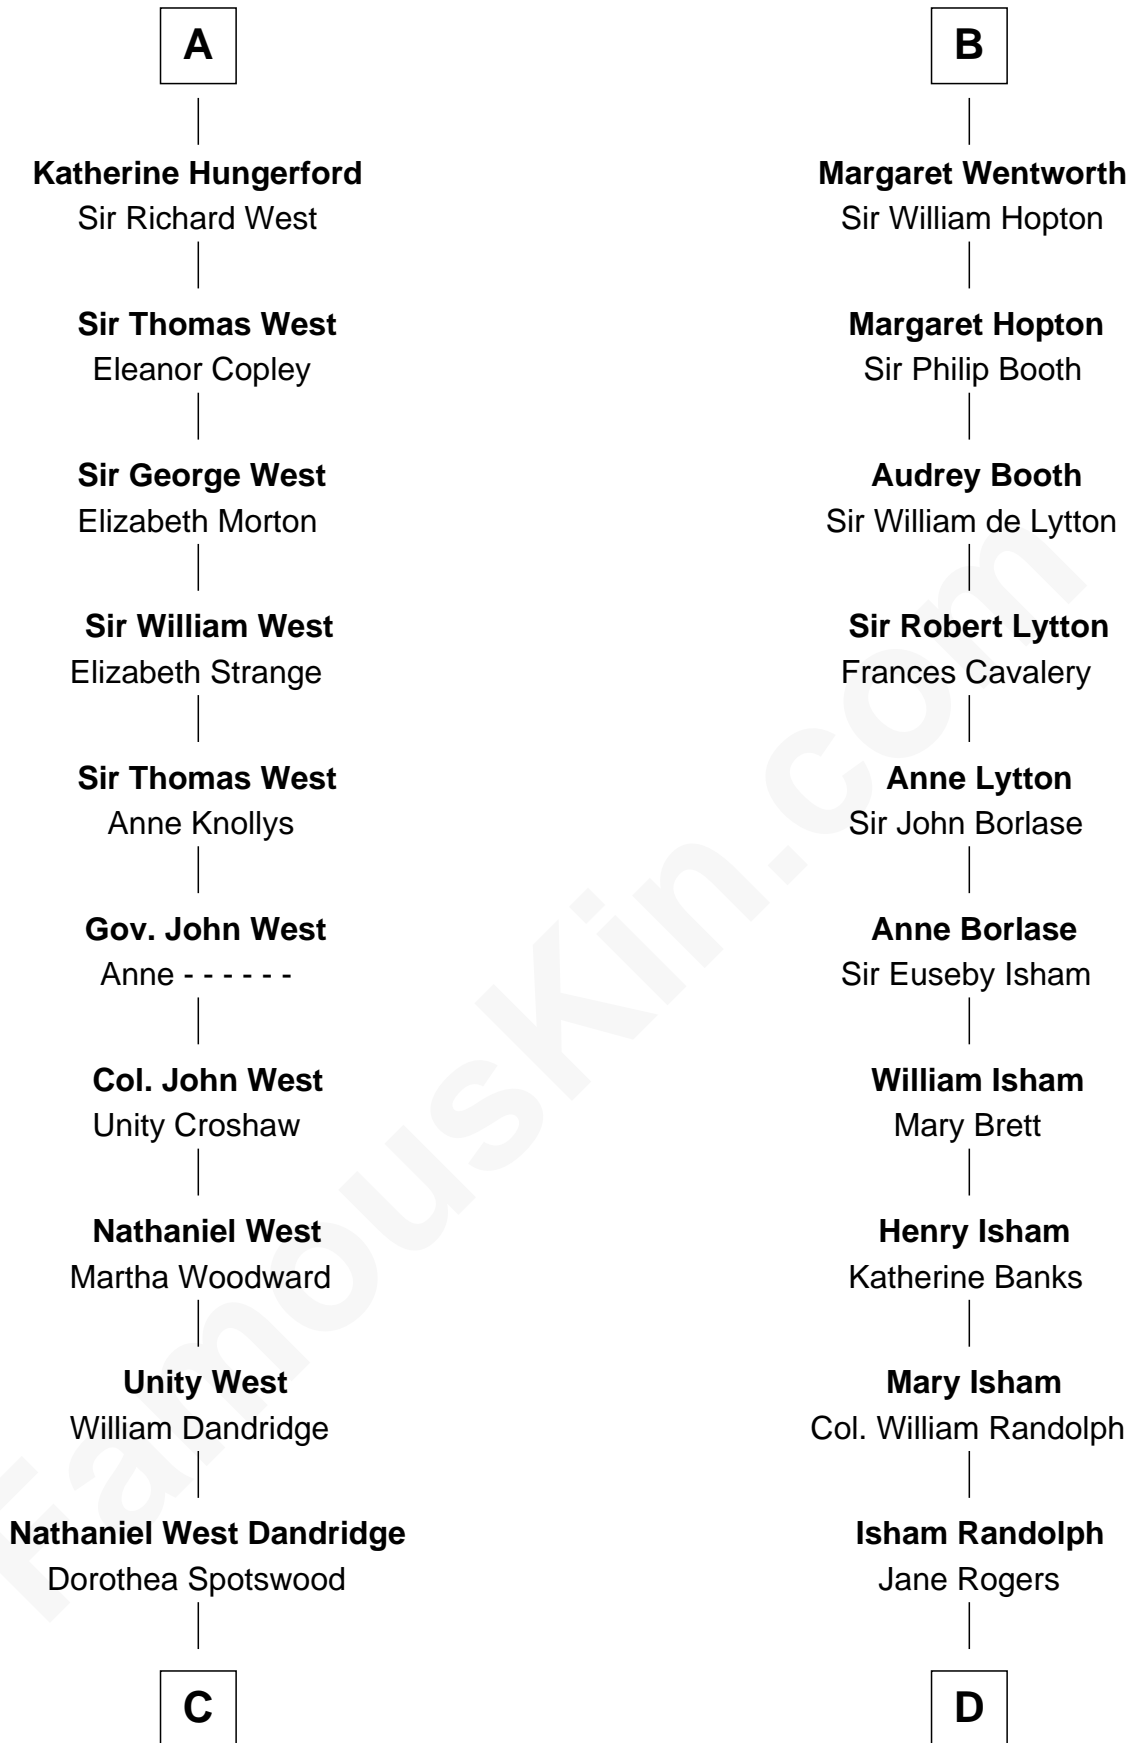 A
Katherine Hungerford
Sir Richard West
Sir Thomas West
Eleanor Copley
Sir George West
Elizabeth Morton
Sir William West
Elizabeth Strange
Sir Thomas West
Anne Knollys
Gov. John West
Anne - - - - - -
Col. John West
Unity Croshaw
Nathaniel West
Martha Woodward
Unity West
William Dandridge
Nathaniel West Dandridge
Dorothea Spotswood
C
B
Margaret Wentworth
Sir William Hopton
Margaret Hopton
Sir Philip Booth
Audrey Booth
Sir William de Lytton
Sir Robert Lytton
Frances Cavalery
Anne Lytton
Sir John Borlase
Anne Borlase
Sir Euseby Isham
William Isham
Mary Brett
Henry Isham
Katherine Banks
Mary Isham
Col. William Randolph
Isham Randolph
Jane Rogers
D
FamousKin.com